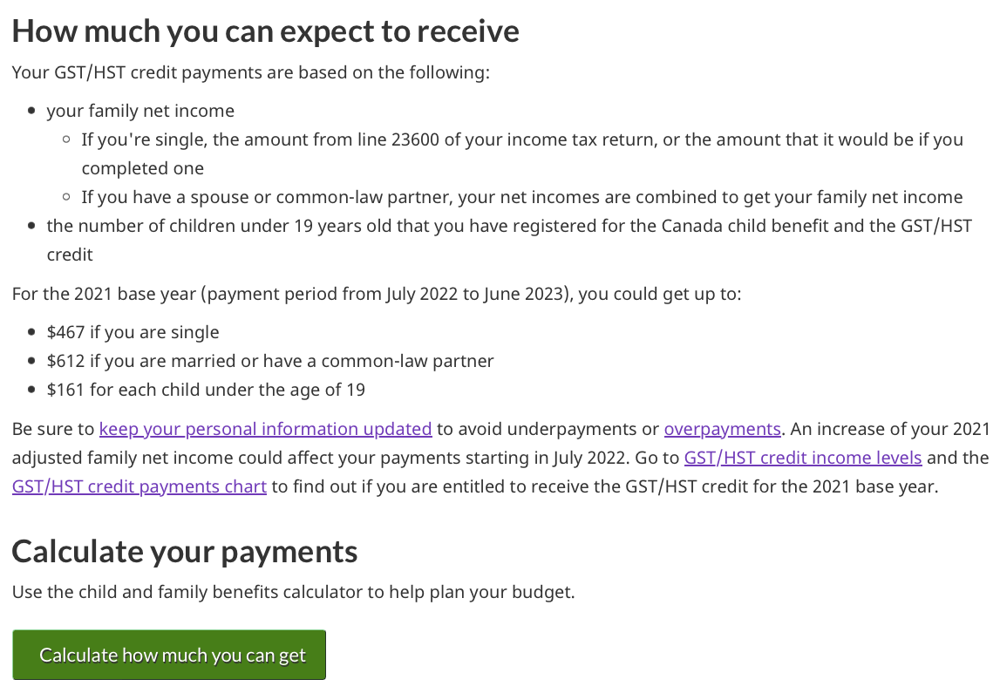 How much you can expect to receive
Your GST/HST credit payments are based on the following:
your family net income
If you're single, the amount from line 23600 of your income tax return, or the amount that it would be if you
completed one
If you have a spouse or common-law partner, your net incomes are combined to get your family net income
the number of children under 19 years old that you have registered for the Canada child benefit and the GST/HST
credit
For the 2021 base year (payment period from July 2022 to June 2023), you could get up to:
$467 if you are single
$612 if you are married or have a common-law partner
$161 for each child under the age of 19
Be sure to keep your personal information updated to avoid underpayments or overpayments. An increase of your 2021
adjusted family net income could affect your payments starting in July 2022. Go to GST/HST credit income levels and the
GST/HST credit payments chart to find out if you are entitled to receive the GST/HST credit for the 2021 base year.
Calculate your payments
Use the child and family benefits calculator to help plan your budget.
Calculate how much you can get